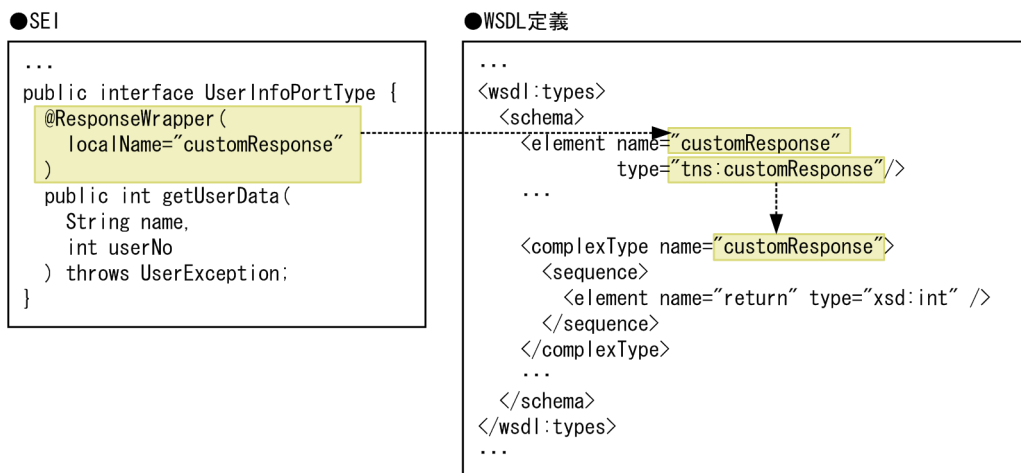 ●SEI
...
public interface UserInfoPortType {
@ResponseWrapper(
localName="customResponse"
)
public int getUserData(
String name,
int userNo
) throws UserException;
}
●WSDL定義
...
<wsdl:types>
<schema>
<element name="customResponse"
type="tns:customResponse"/>
...
<complexType name="customResponse">
<sequence>
<element name="return" type="xsd:int" />
</sequence>
</complexType>
...
</schema>
</wsdl:types>
...